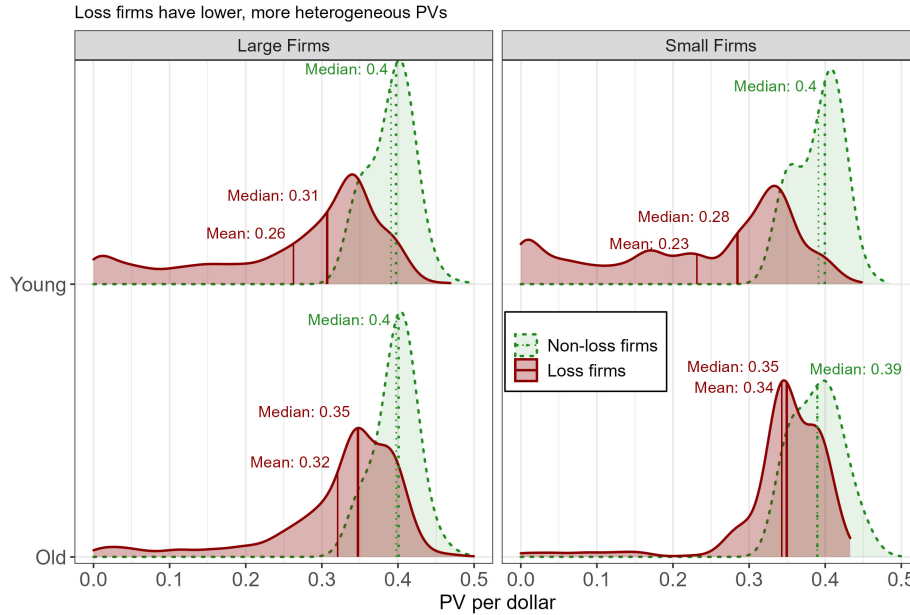 Loss firms have lower, more heterogeneous PVs
Large Firms
Small Firms
Median: 0.4
Median: 0.4
Median: 0.31
Mean: 0.26
Median: 0.28
Mean: 0.23
Young
Median: 0.4
Non-loss firms
Loss firms
Median: 0.35
Mean: 0.32
Median: 0.35
Mean: 0.34
Median: 0.39
Old
0.0 0.1 0.2 0.3 0.4 0.5
0.0 0.1 0.2 0.3 0.4 0.5
PV per dollar